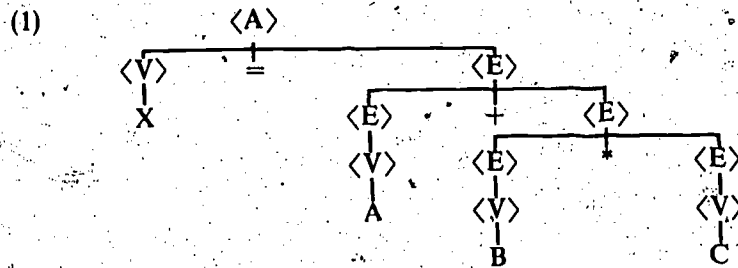 (1) ⟨A⟩
⟨V⟩ = ⟨E⟩
X ⟨E⟩ + ⟨E⟩
⟨V⟩ ⟨E⟩ * ⟨E⟩
A ⟨V⟩ ⟨V⟩
B C